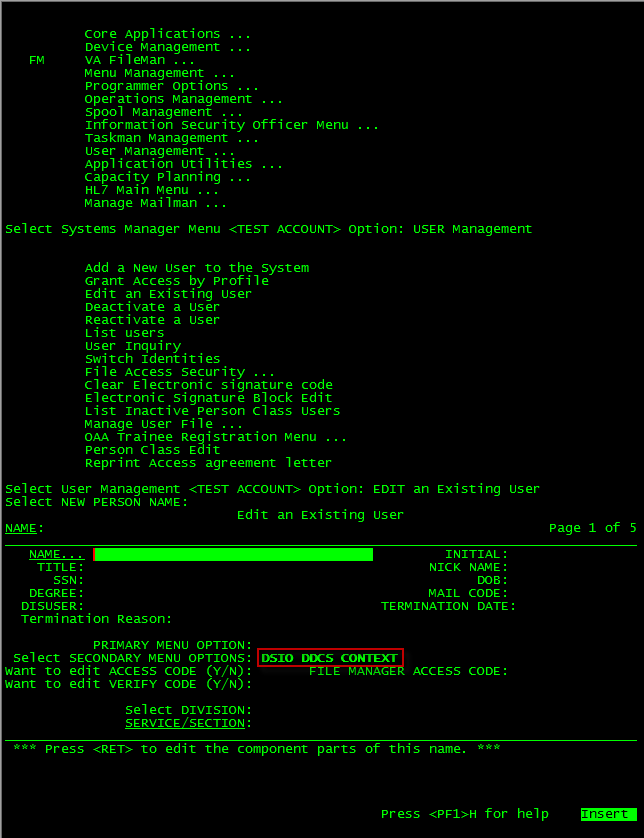 Core Applications ...
Device Management ...
FM VA FileMan ...
Menu Management ...
Programmer Options ...
Operations Management ...
Spool Management ...
Information Security Officer Menu ...
Taskman Management ...
User Management ...
Application Utilities ...
Capacity Planning ...
HL7 Main Menu ...
Manage Mailman ...
Select Systems Manager Menu <TEST ACCOUNT> Option: USER Management
Add a New User to the System
Grant Access by Profile
Edit an Existing User
Deactivate a User
Reactivate a User
List users
User Inquiry
Switch Identities
File Access Security ...
Clear Electronic signature code
Electronic Signature Block Edit
List Inactive Person Class Users
Manage User File ...
OAA Trainee Registration Menu ...
Person Class Edit
Reprint Access agreement letter
Select User Management <TEST ACCOUNT> Option: EDIT an Existing User
Select NEW PERSON NAME:
Edit an Existing User
NAME: Page 1 of 5
NAME... INITIAL:
TITLE: NICK NAME:
SSN: DOB:
DEGREE: MAIL CODE:
DISUSER: TERMINATION DATE:
Termination Reason:
PRIMARY MENU OPTION:
Select SECONDARY MENU OPTIONS: DSIO DDCS CONTEXT
Want to edit ACCESS CODE (Y/N): FILE MANAGER ACCESS CODE:
Want to edit VERIFY CODE (Y/N):
Select DIVISION:
SERVICE/SECTION:
*** Press <RET> to edit the component parts of this name. ***
Press <PF1>H for help Insert